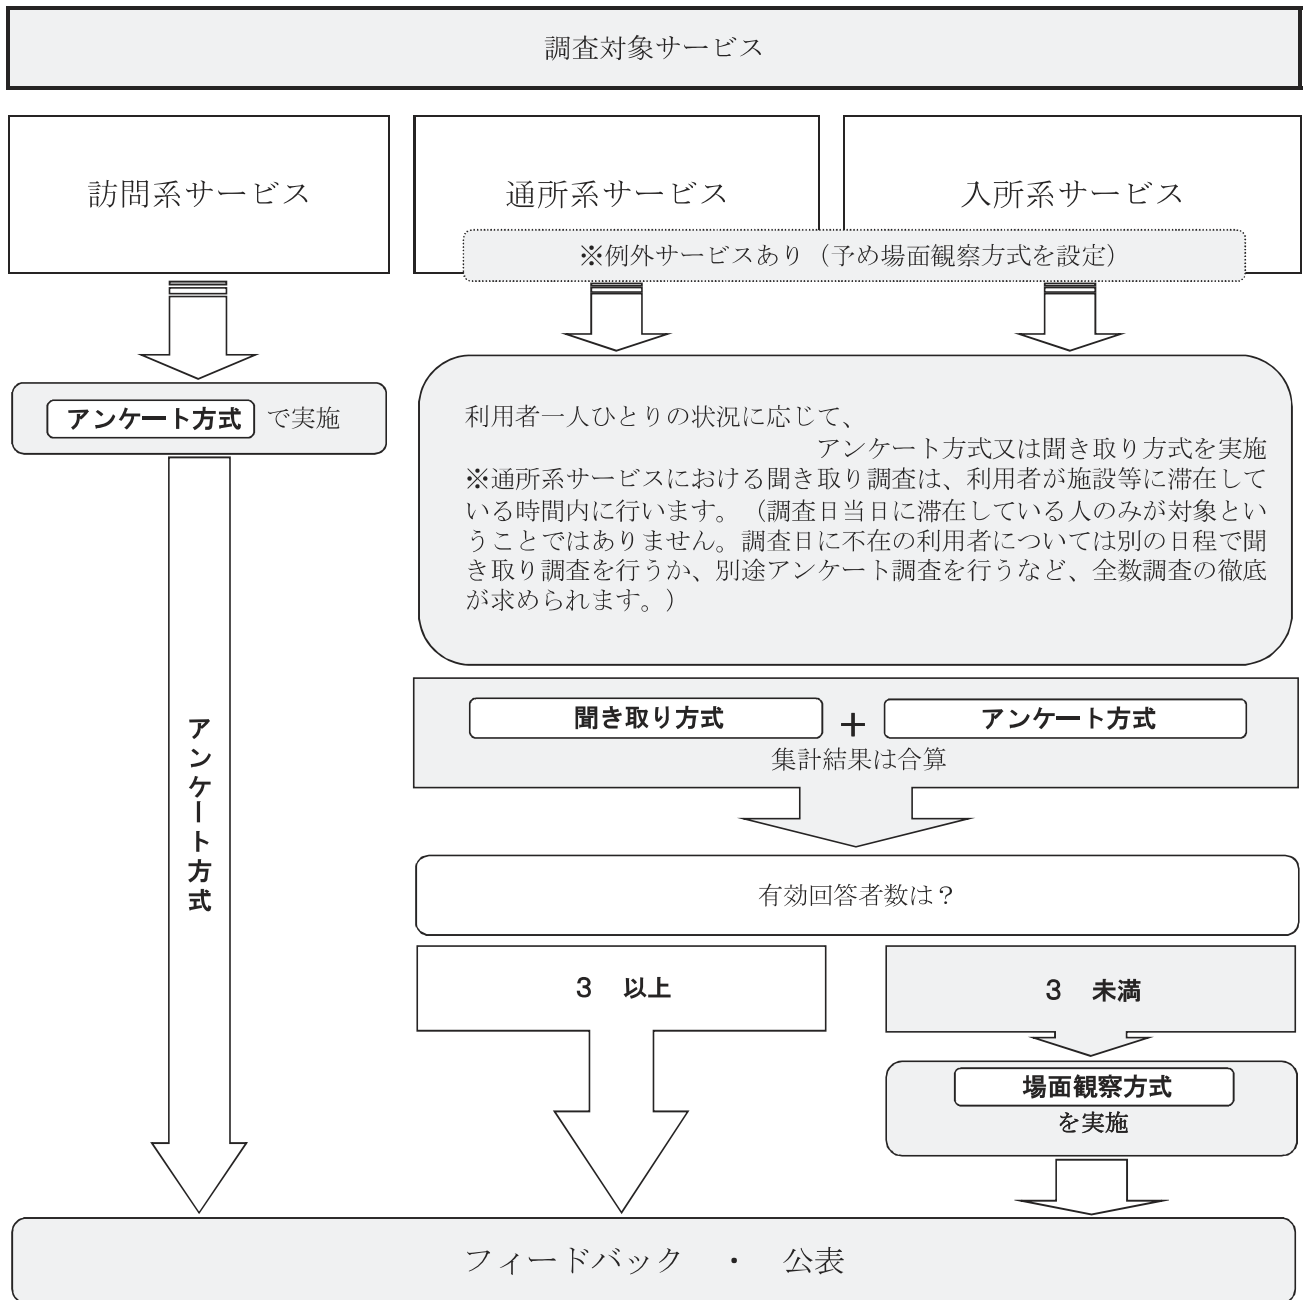 調査対象サービス
訪問系サービス
通所系サービス
入所系サービス
※例外サービスあり（予め場面観察方式を設定）
アンケート方式 で実施
利用者一人ひとりの状況に応じて、
アンケート方式又は聞き取り方式を実施
※通所系サービスにおける聞き取り調査は、利用者が施設等に滞在して
いる時間内に行います。（調査日当日に滞在している人のみが対象とい
うことではありません。調査日に不在の利用者については別の日程で聞
き取り調査を行うか、別途アンケート調査を行うなど、全数調査の徹底
が求められます。）
アンケート方式
聞き取り方式 ＋ アンケート方式
集計結果は合算
有効回答者数は？
３　以上
３　未満
場面観察方式
を実施
フィードバック　・　公表